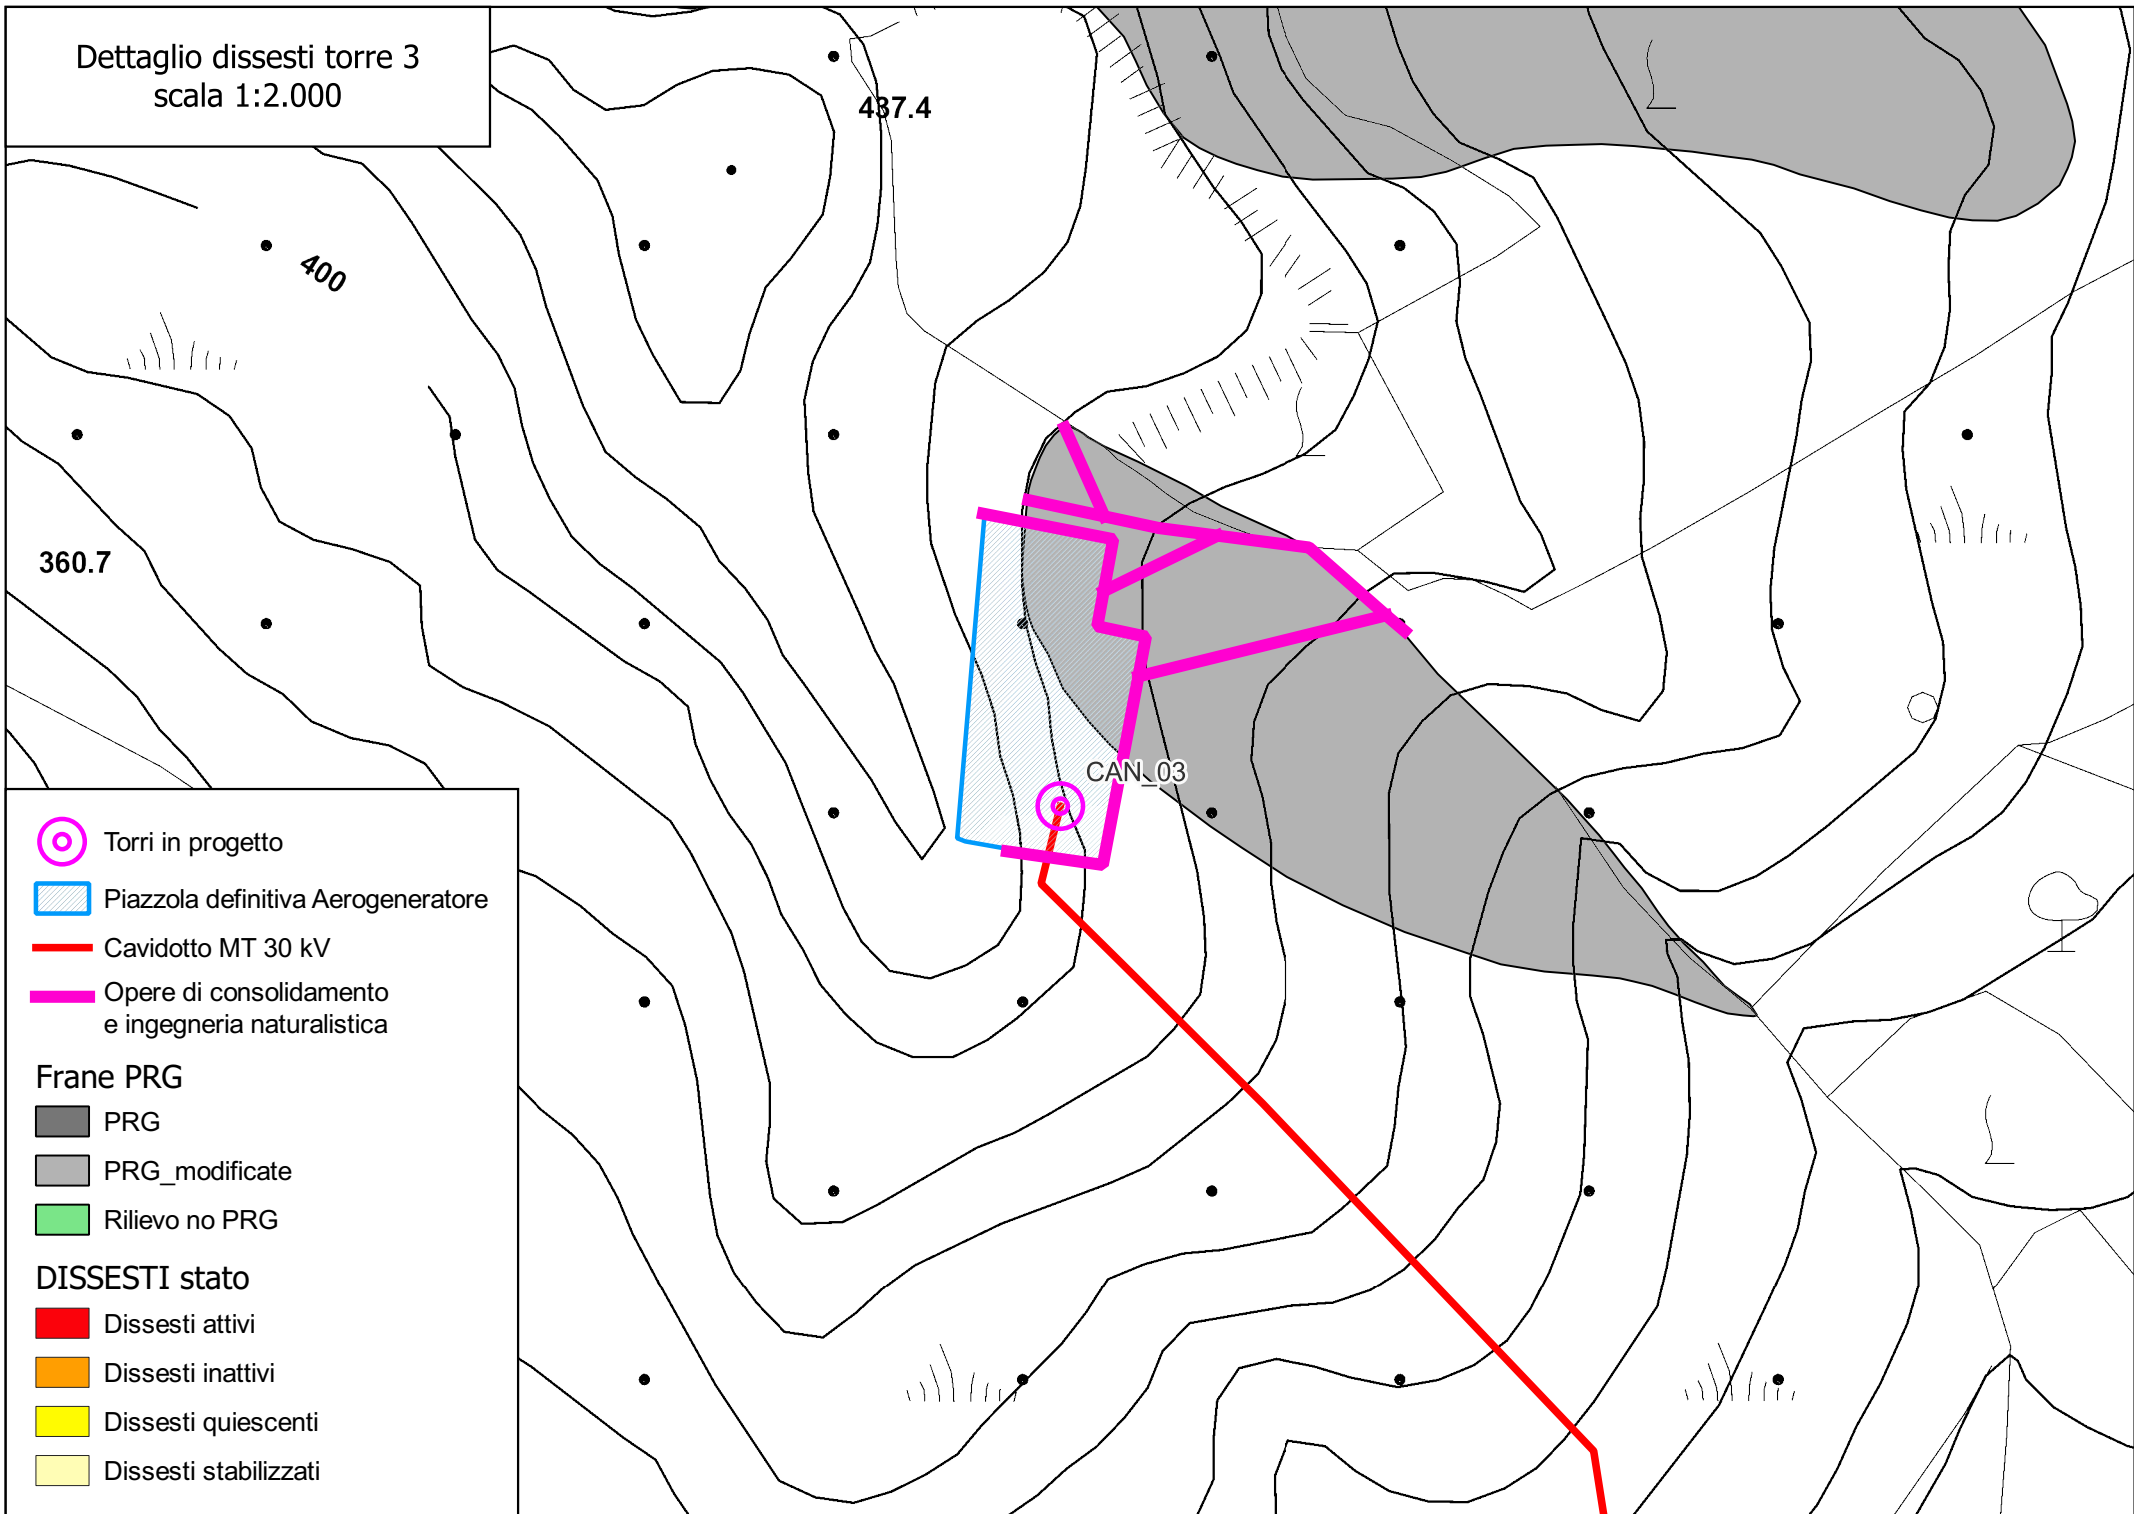 Dettaglio dissesti torre 3
scala 1:2.000
437.4
400
360.7
CAN_03
Torri in progetto
Piazzola definitiva Aerogeneratore
Cavidotto MT 30 kV
Opere di consolidamento
e ingegneria naturalistica
Frane PRG
PRG
PRG_modificate
Rilievo no PRG
DISSESTI stato
Dissesti attivi
Dissesti inattivi
Dissesti quiescenti
Dissesti stabilizzati